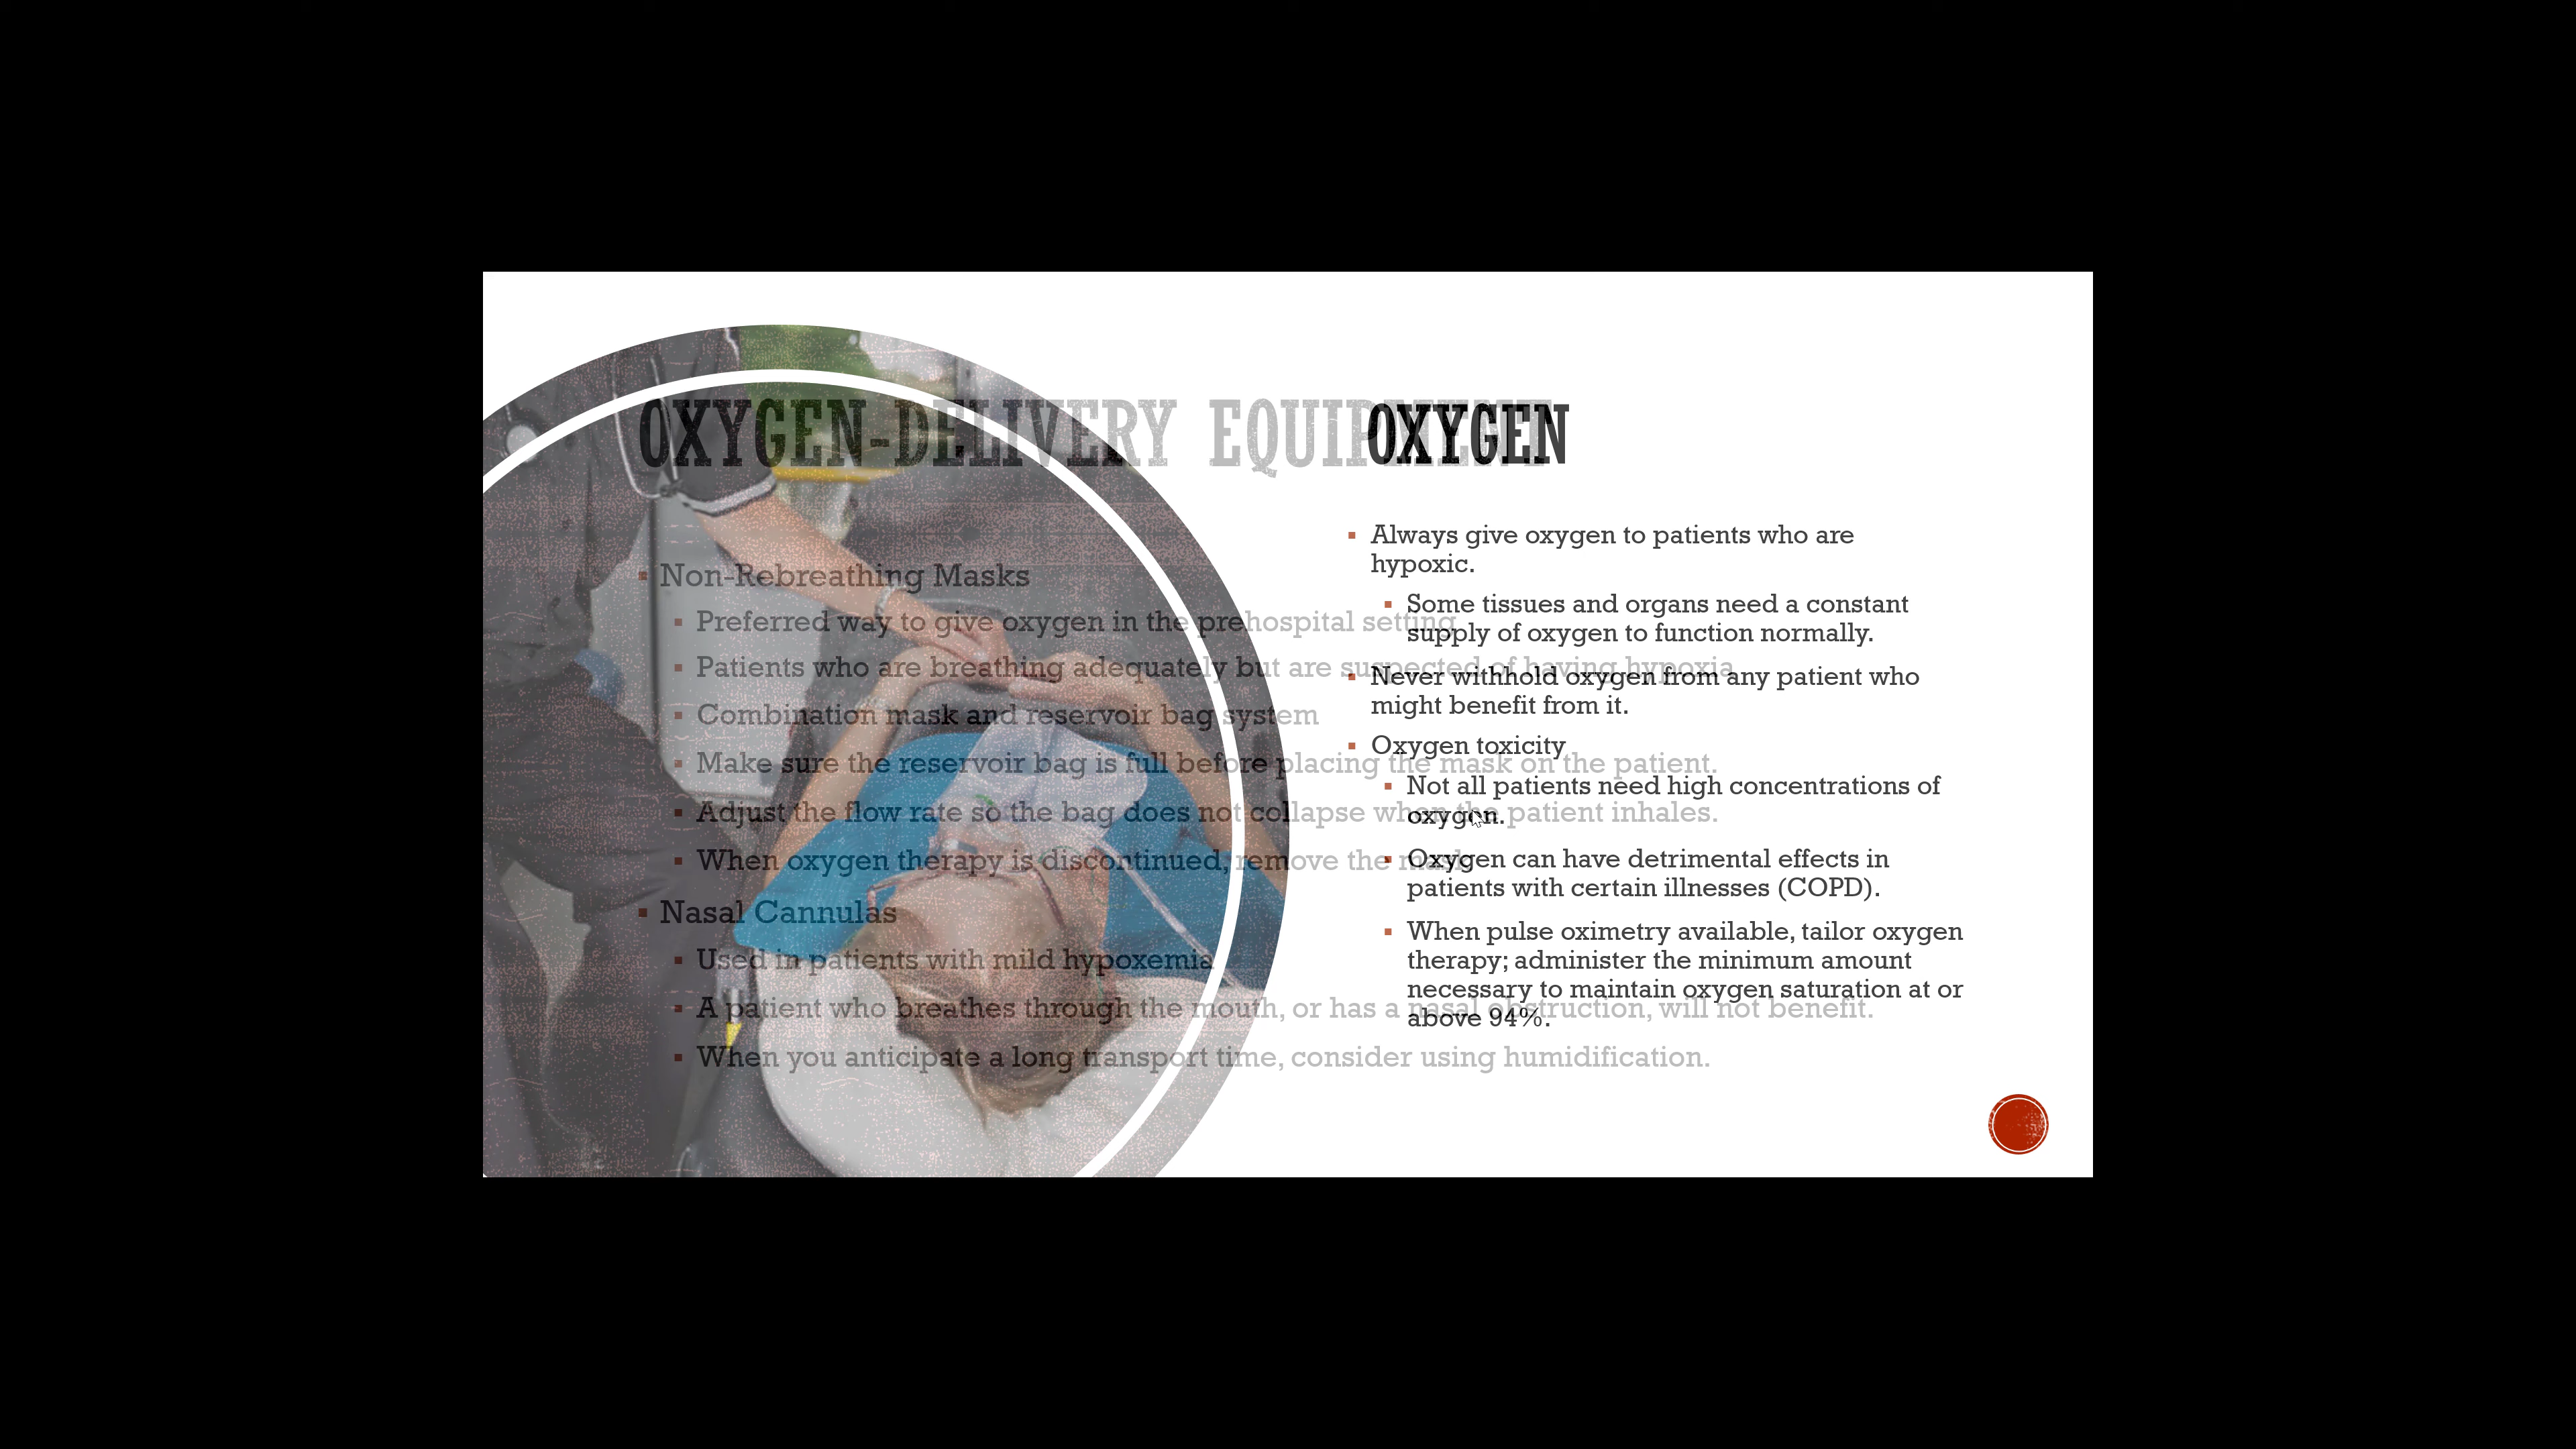 OXYGEN-DELIVERY EQUIPMENT
▪ Non-Rebreathing Masks
▪ Preferred way to give oxygen in the prehospital setting
▪ Patients who are breathing adequately but are suspected of having hypoxia
▪ Combination mask and reservoir bag system
▪ Make sure the reservoir bag is full before placing the mask on the patient.
▪ Adjust the flow rate so the bag does not collapse when the patient inhales.
▪ When oxygen therapy is discontinued, remove the mask
▪ Nasal Cannulas
▪ Used in patients with mild hypoxemia
▪ A patient who breathes through the mouth, or has a nasal obstruction, will not benefit.
▪ When you anticipate a long transport time, consider using humidification.
OXYGEN
▪ Always give oxygen to patients who are
hypoxic.
▪ Some tissues and organs need a constant
supply of oxygen to function normally.
▪ Never withhold oxygen from any patient who
might benefit from it.
▪ Oxygen toxicity
▪ Not all patients need high concentrations of
oxygen.
▪ Oxygen can have detrimental effects in
patients with certain illnesses (COPD).
▪ When pulse oximetry available, tailor oxygen
therapy; administer the minimum amount
necessary to maintain oxygen saturation at or
above 94%.